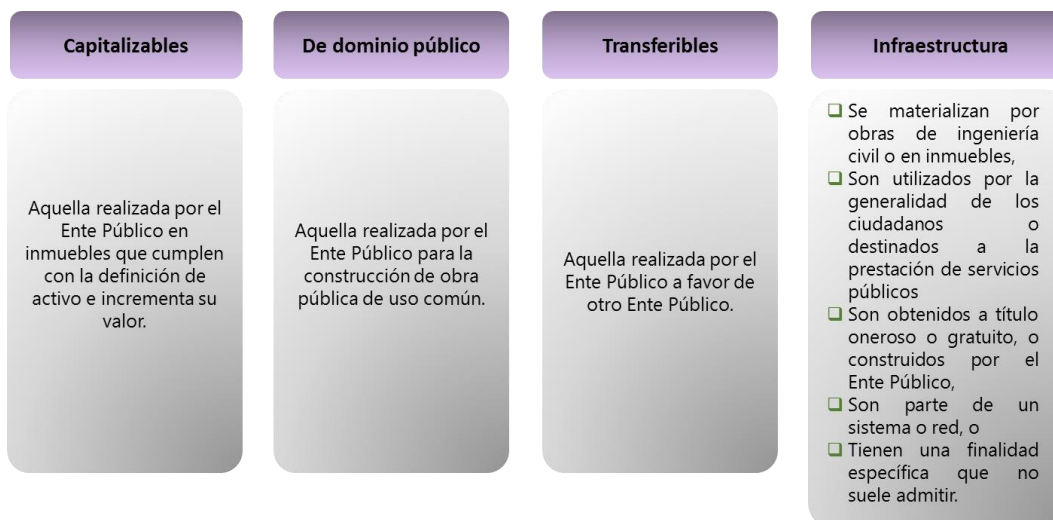 Capitalizables
Aquella realizada por el
Ente Público en
inmuebles que cumplen
con la definición de
activo e incrementa su
valor.
De dominio público
Aquella realizada por el
Ente Público para la
construcción de obra
pública de uso común.
Transferibles
Aquella realizada por el
Ente Público a favor de
otro Ente Público.
Infraestructura
Se materializan por
obras de ingeniería
civil o en inmuebles,
Son utilizados por la
generalidad de los
ciudadanos o
destinados a la
prestación de servicios
públicos
Son obtenidos a título
oneroso o gratuito, o
construidos por el
Ente Público,
Son parte de un
sistema o red, o
Tienen una finalidad
específica que no
suele admitir.